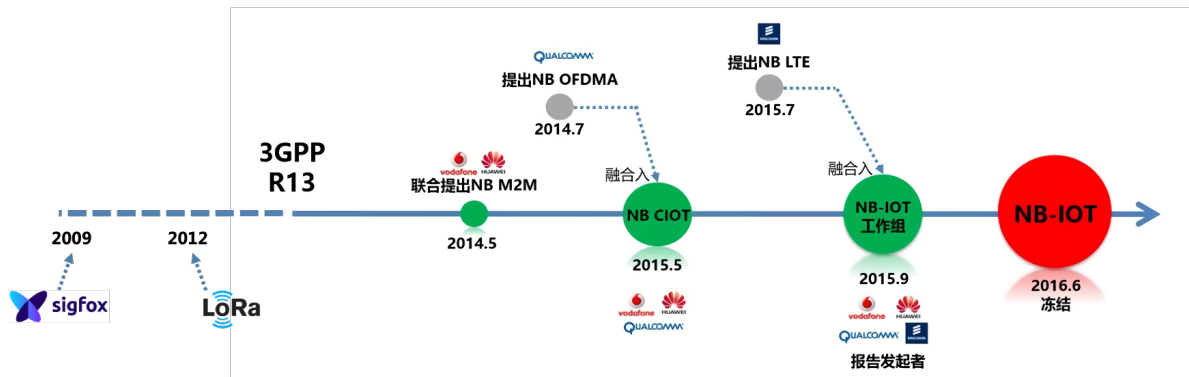 QUALCOMM
提出NB OFDMA
2014.7
ERICSSON
提出NB LTE
2015.7
3GPP
R13
vodafone HUAWEI
联合提出NB M2M
2014.5
融合入
NB CIOT
2015.5
vodafone HUAWEI
QUALCOMM
融合入
NB-IOT
工作组
2015.9
vodafone HUAWEI
QUALCOMM ERICSSON
报告发起者
NB-IOT
2016.6
冻结
2009
2012
sigfox
LoRa